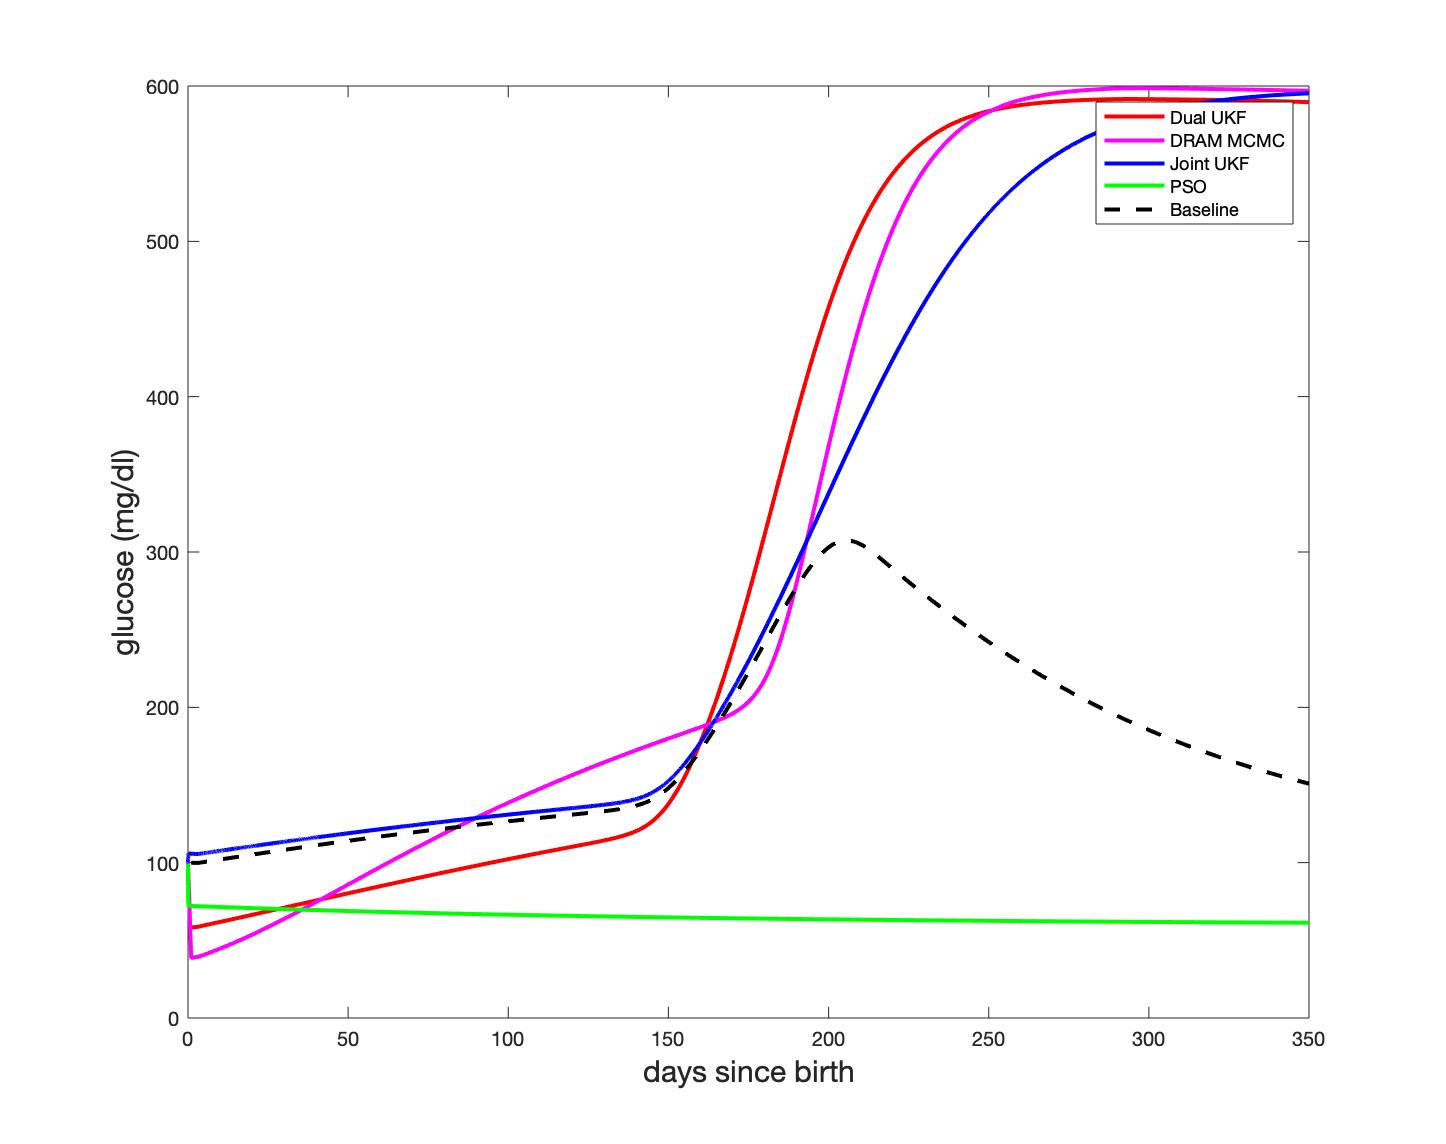 600
500
400
300
200
100
0
glucose (mg/dl)
Dual UKF
DRAM MCMC
Joint UKF
PSO
Baseline
0 50 100 150 200 250 300 350
days since birth